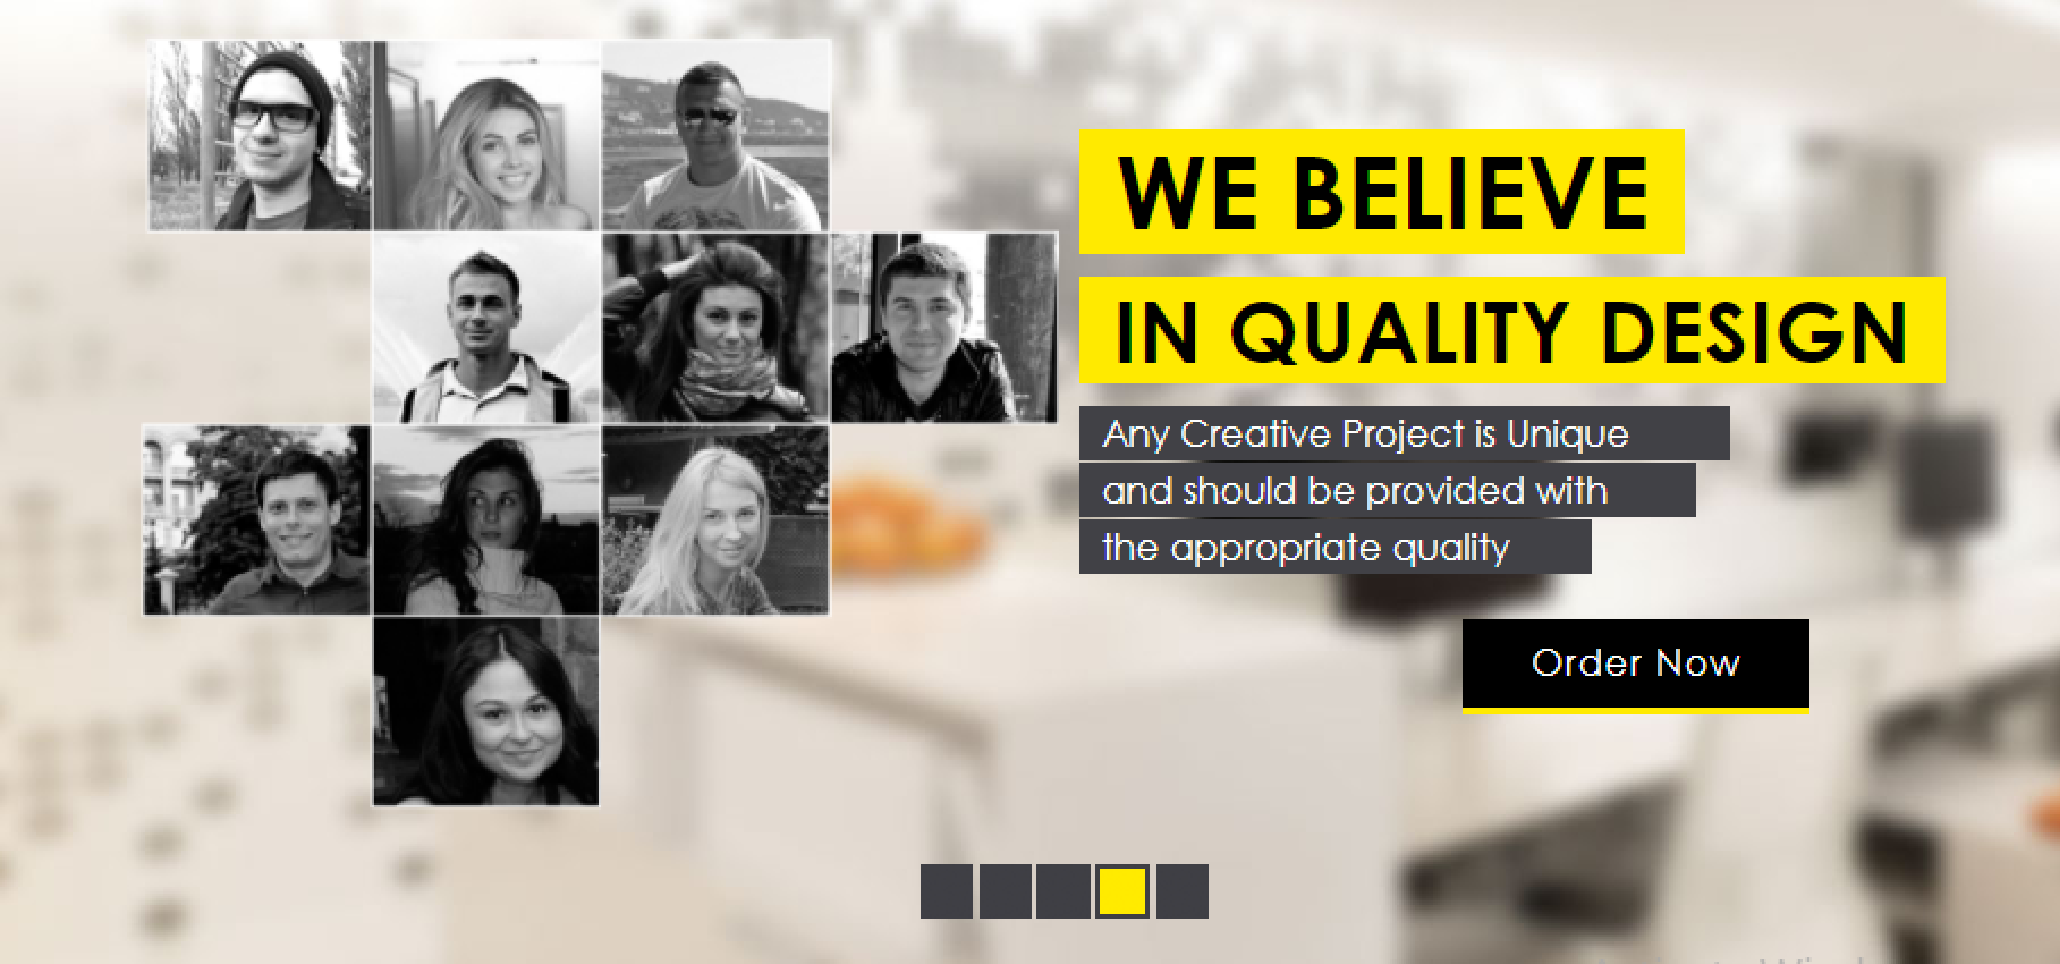 WE BELIEVE
IN QUALITY DESIGN
Any Creative Project is Unique
and should be provided with
the appropriate quality
Order Now